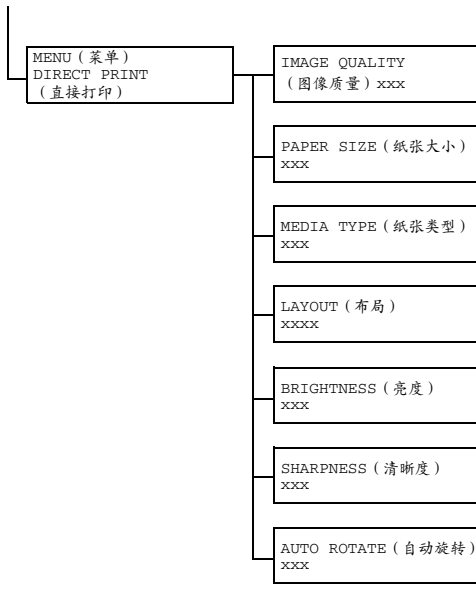 MENU（菜单）
DIRECT PRINT
（直接打印）
IMAGE QUALITY
（图像质量）xxx
PAPER SIZE（纸张大小）
xxx
MEDIA TYPE（纸张类型）
xxx
LAYOUT（布局）
xxxx
BRIGHTNESS（亮度）
xxx
SHARPNESS（清晰度）
xxx
AUTO ROTATE（自动旋转）
xxx